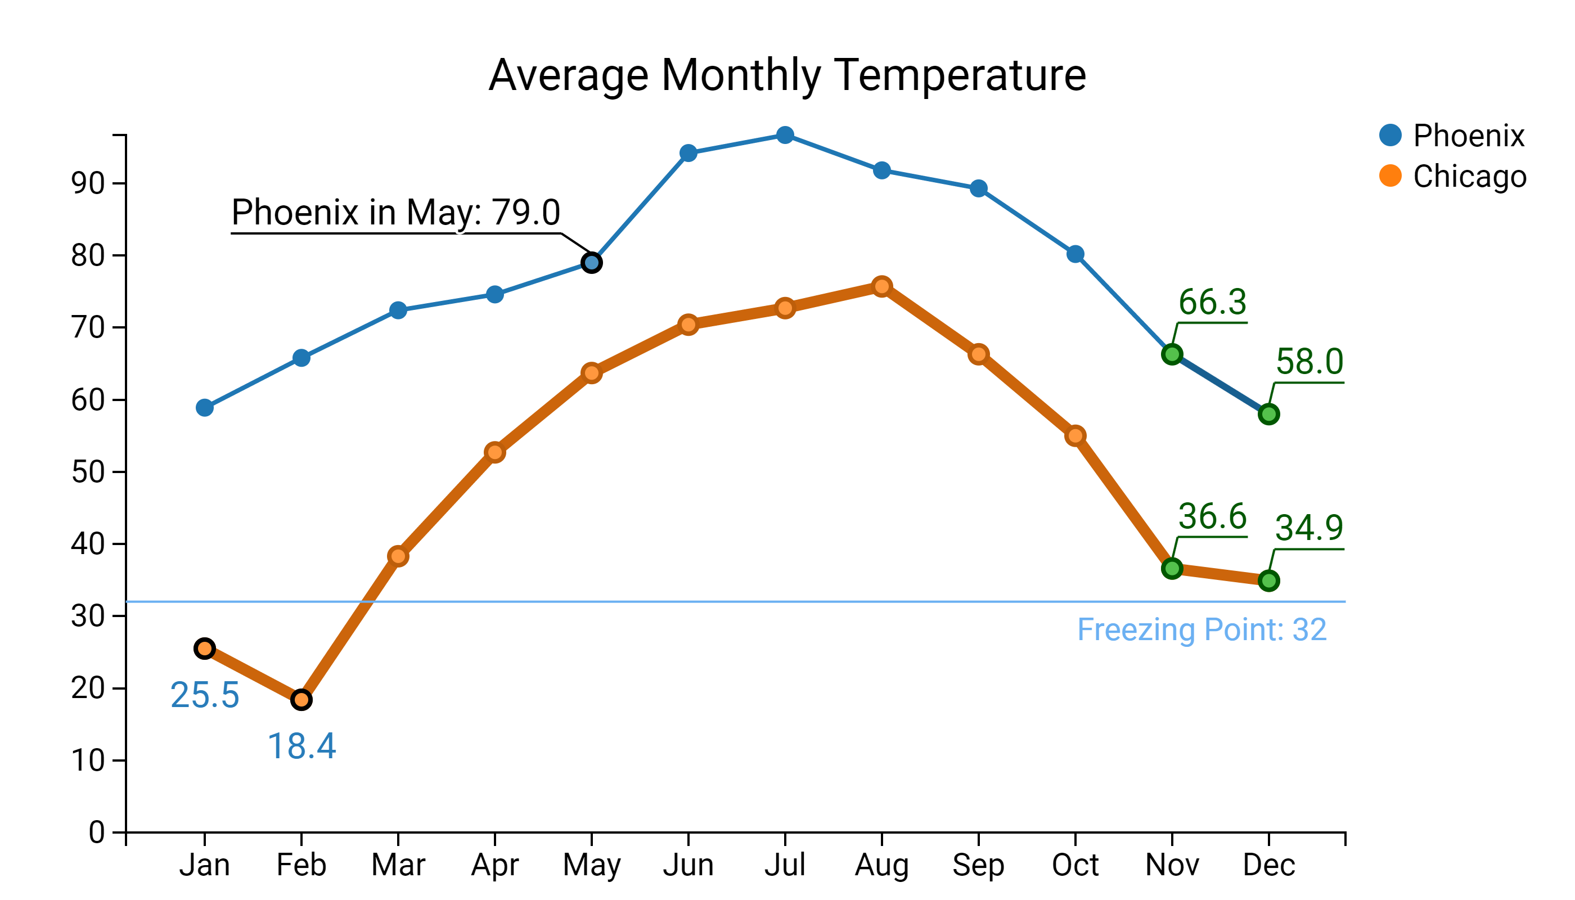 Average Monthly Temperature
Phoenix
Chicago
90
80
70
60
50
40
30
20
10
0
Phoenix in May: 79.0
66.3
58.0
36.6
34.9
Freezing Point: 32
25.5
18.4
Jan Feb Mar Apr May Jun Jul Aug Sep Oct Nov Dec